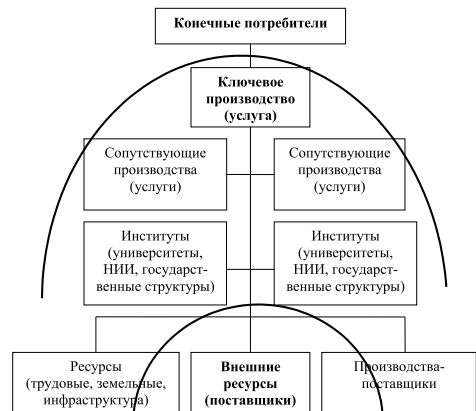 Конечные потребители
Ключевое
производство
(услуга)
Сопутствующие
производства
(услуги)
Сопутствующие
производства
(услуги)
Институты
(университеты,
НИИ, государст-
венные структуры)
Институты
(университеты,
НИИ, государст-
венные структуры)
Ресурсы
(трудовые, земельные,
инфраструктура)
Внешние
ресурсы
(поставщики)
Производства-
поставщики